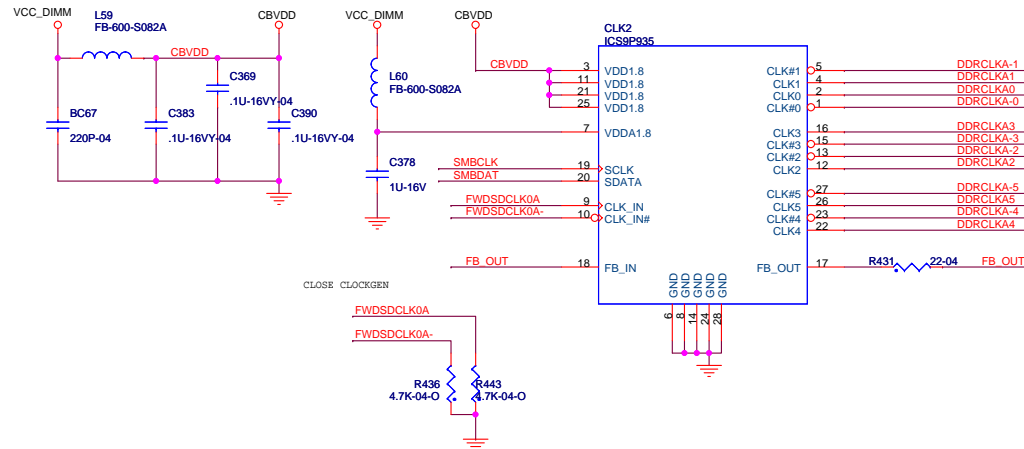 VCC_DIMM
L59
FB-600-S082A
CBVDD
CBVDD
BC67
220P-04
C383
.1U-16VY-04
C369
.1U-16VY-04
C390
.1U-16VY-04
VCC_DIMM
L60
FB-600-S082A
C378
1U-16V
CBVDD
CBVDD
CLK2
ICS9P935
3 VDD1.8
11 VDD1.8
21 VDD1.8
25 VDD1.8
7 VDDA1.8
SMBCLK 19 SCLK
SMBDAT 20 SDATA
FWDSDCLK0A 9 CLK_IN
FWDSDCLK0A- 10 CLK_IN#
FB_OUT 18 FB_IN
CLK#1 5 DDRCLKA-1
CLK1 4 DDRCLKA1
CLK0 2 DDRCLKA0
CLK#0 1 DDRCLKA-0
CLK3 16 DDRCLKA3
CLK#3 15 DDRCLKA-3
CLK#2 13 DDRCLKA-2
CLK2 12 DDRCLKA2
CLK#5 27 DDRCLKA-5
CLK5 26 DDRCLKA5
CLK#4 23 DDRCLKA-4
CLK4 22 DDRCLKA4
FB_OUT 17 R431 22-04 FB_OUT
GND GND GND GND GND
6 8 14 24 28
CLOSE CLOCKGEN
FWDSDCLK0A
FWDSDCLK0A-
R436
4.7K-04-O
R443
4.7K-04-O